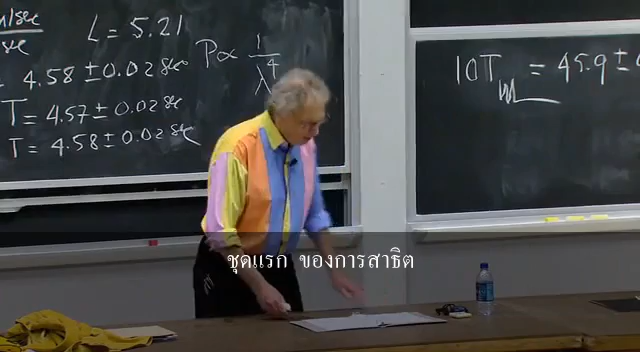 L = 5.21
4.58 ± 0.02 sec
P ∝ 1/λ⁴
T = 4.57 ± 0.02 sec
T = 4.58 ± 0.02 sec
10T = 45.9 ±
ชุดแรก ของการสาธิต